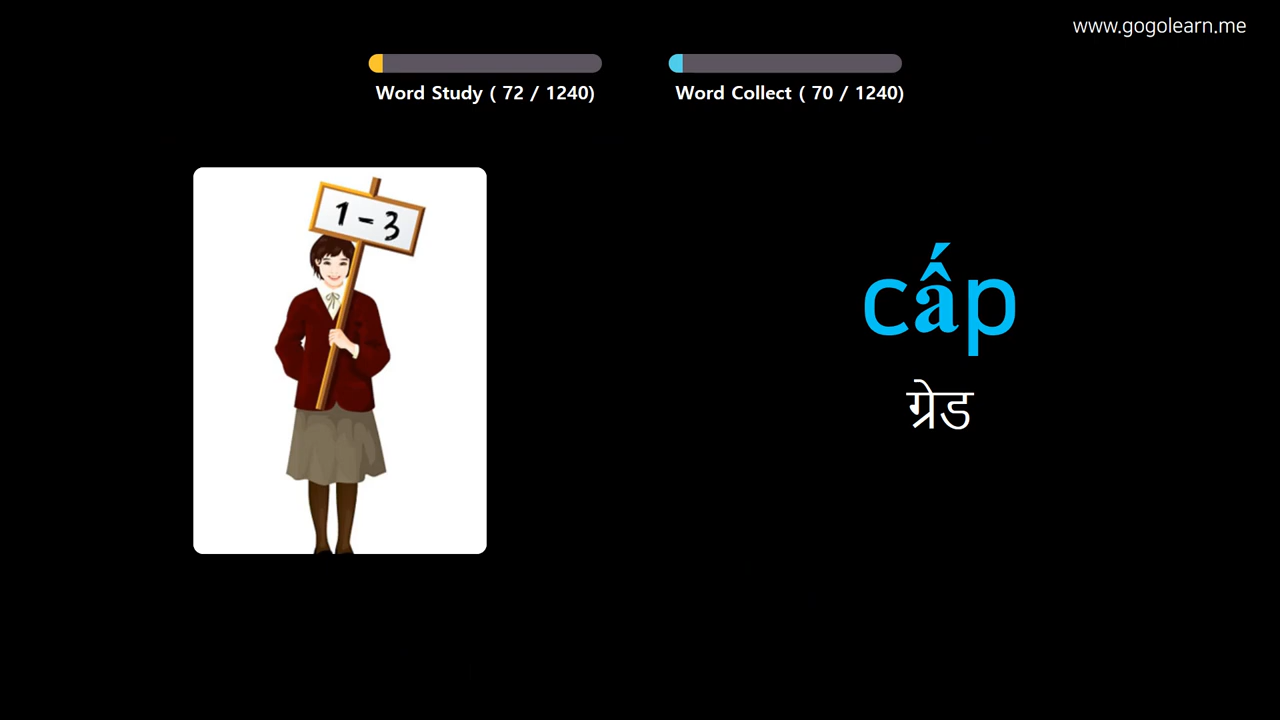 www.gogolearn.me
Word Study ( 72 / 1240)
Word Collect ( 70 / 1240)
1 - 3
cấp
ग्रेड